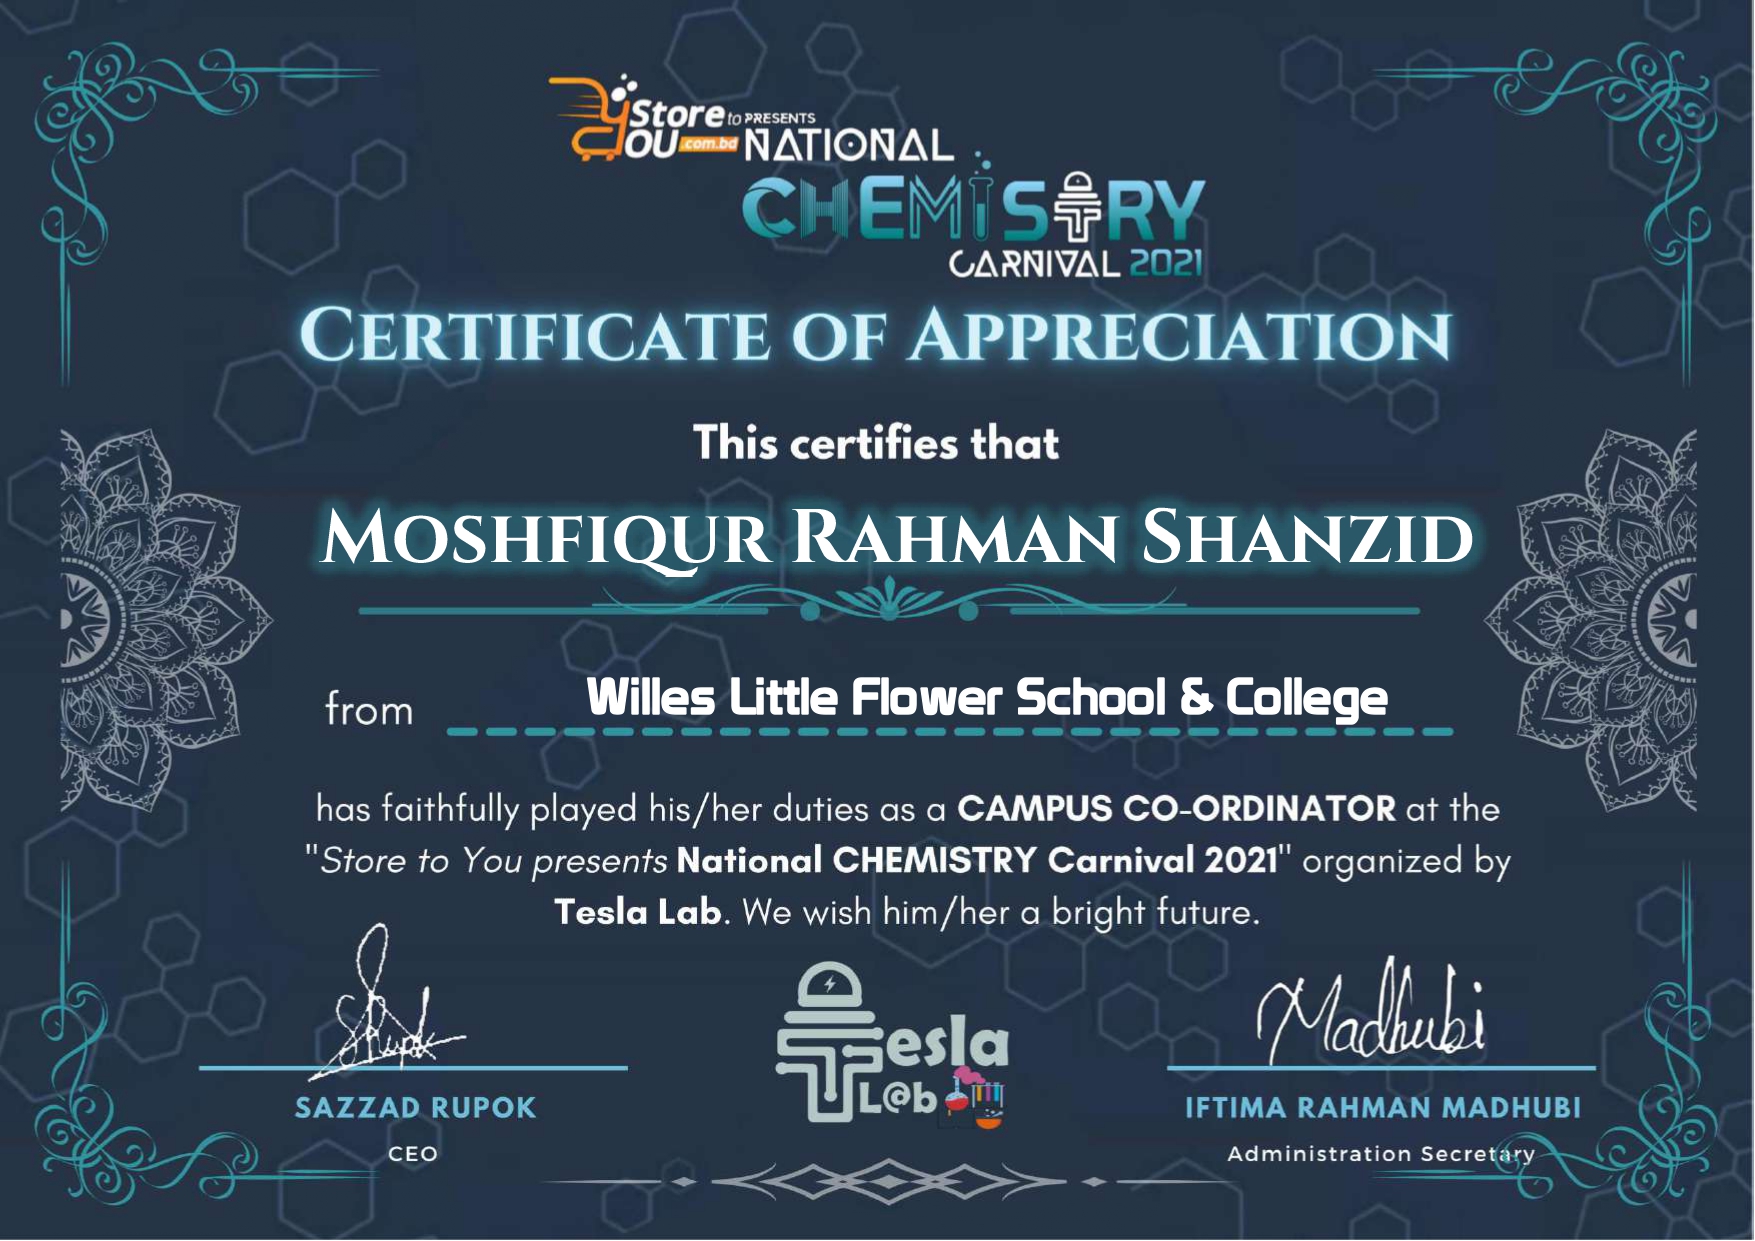 Store to
YOU .com.bd
PRESENTS
NATIONAL
CHEMISTRY
CARNIVAL 2021
CERTIFICATE OF APPRECIATION
This certifies that
MOSHFIQUR RAHMAN SHANZID
from Willes Little Flower School & College
has faithfully played his/her duties as a CAMPUS CO-ORDINATOR at the
"Store to You presents National CHEMISTRY Carnival 2021" organized by
Tesla Lab. We wish him/her a bright future.
Rupok
Madhubi
Tesla
L@b
SAZZAD RUPOK
CEO
IFTIMA RAHMAN MADHUBI
Administration Secretary